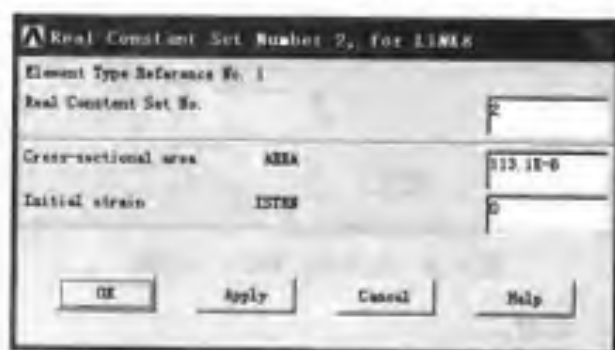 Real Constant Set Number 2, for LINK8
Element Type Reference No. 1
Real Constant Set No. 2
Cross-sectional area AREA 113.1E-6
Initial strain ISTRN 0
OK Apply Cancel Help